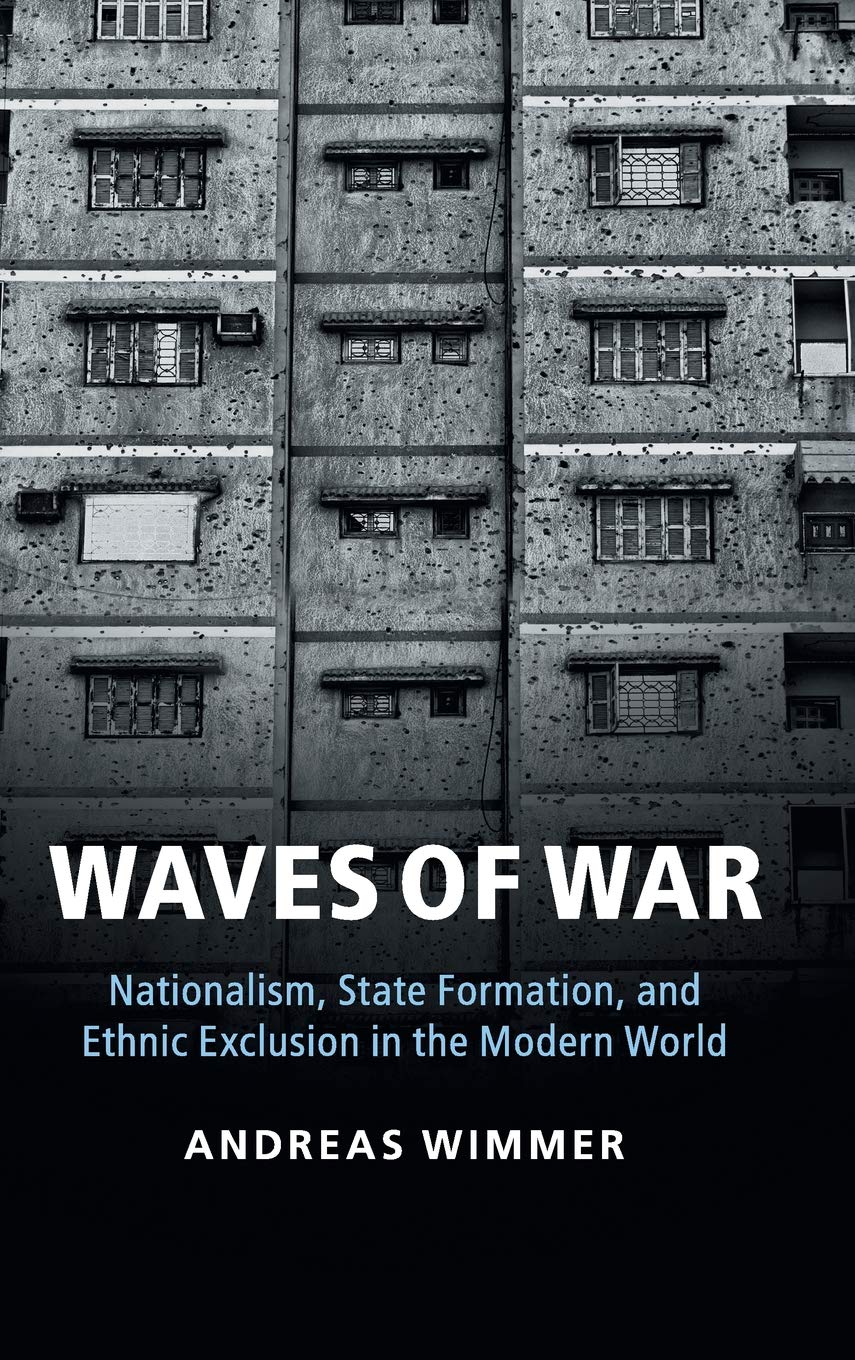 WAVES OF WAR
Nationalism, State Formation, and
Ethnic Exclusion in the Modern World
ANDREAS WIMMER